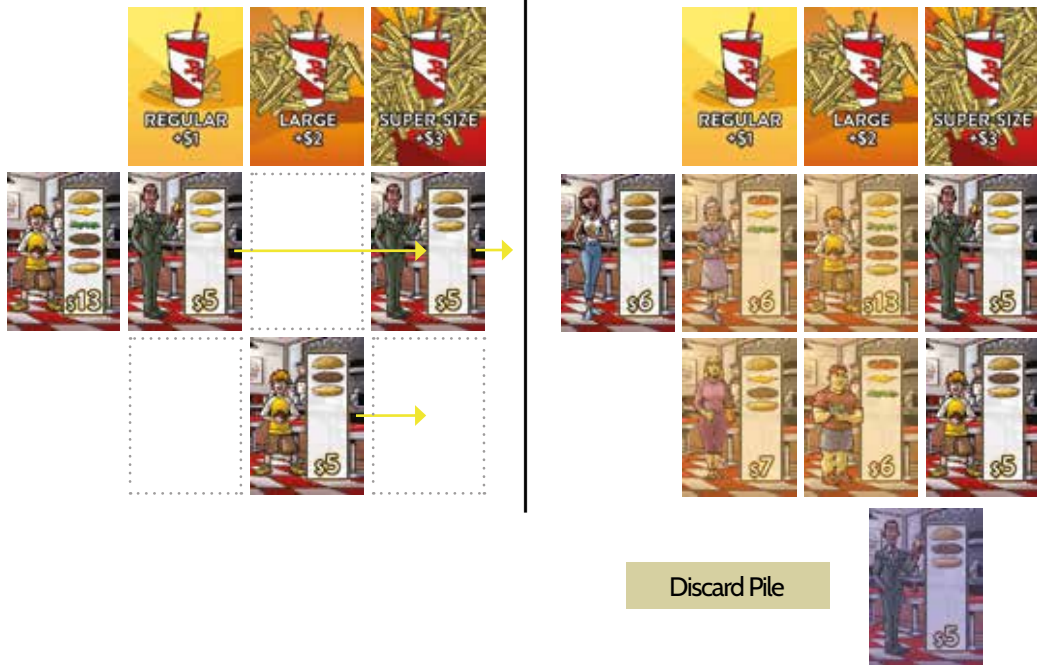 REGULAR
+$1
LARGE
+$2
SUPER SIZE
+$3
REGULAR
+$1
LARGE
+$2
SUPER SIZE
+$3
$13
$5
$5
$6
$6
$13
$5
$5
$7
$6
$5
Discard Pile
$5